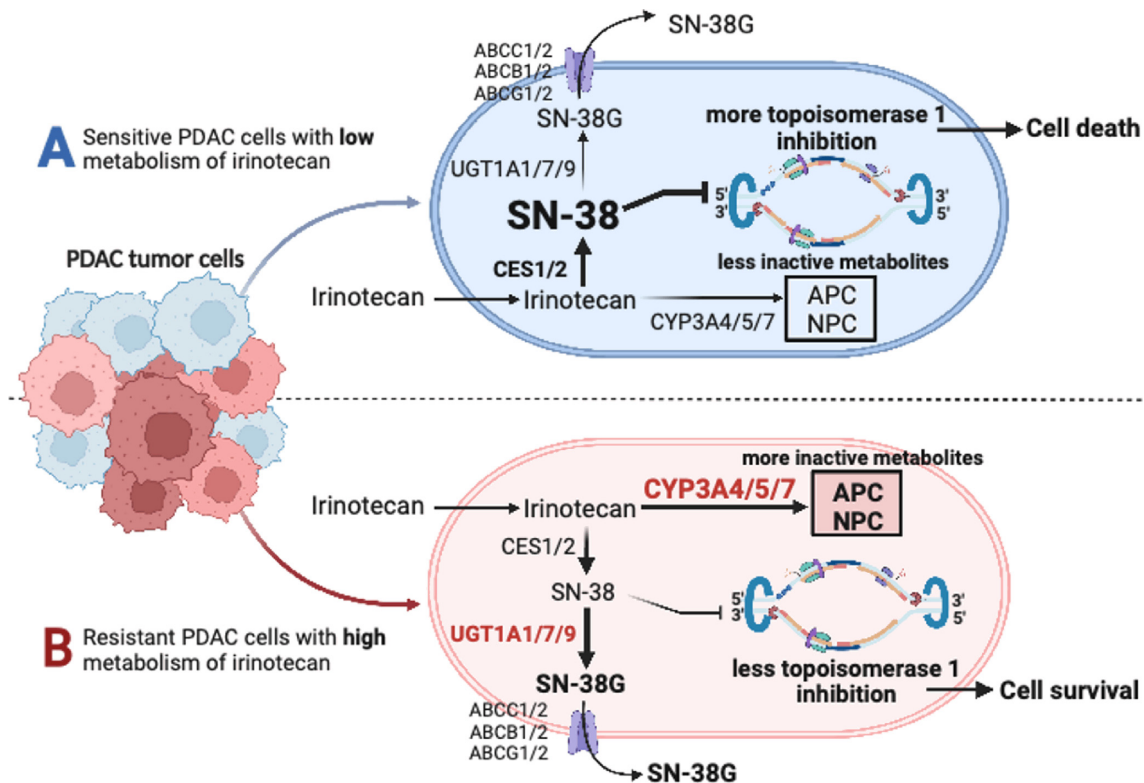 SN-38G
ABCC1/2
ABCB1/2
ABCG1/2
SN-38G
A Sensitive PDAC cells with low
metabolism of irinotecan
UGT1A1/7/9
SN-38
more topoisomerase 1
inhibition
Cell death
5'
3'
3'
5'
CES1/2
less inactive metabolites
Irinotecan
Irinotecan
CYP3A4/5/7
APC
NPC
PDAC tumor cells
more inactive metabolites
Irinotecan
Irinotecan
CYP3A4/5/7
APC
NPC
CES1/2
SN-38
5'
3'
3'
5'
B Resistant PDAC cells with high
metabolism of irinotecan
UGT1A1/7/9
SN-38G
less topoisomerase 1
inhibition
Cell survival
ABCC1/2
ABCB1/2
ABCG1/2
SN-38G